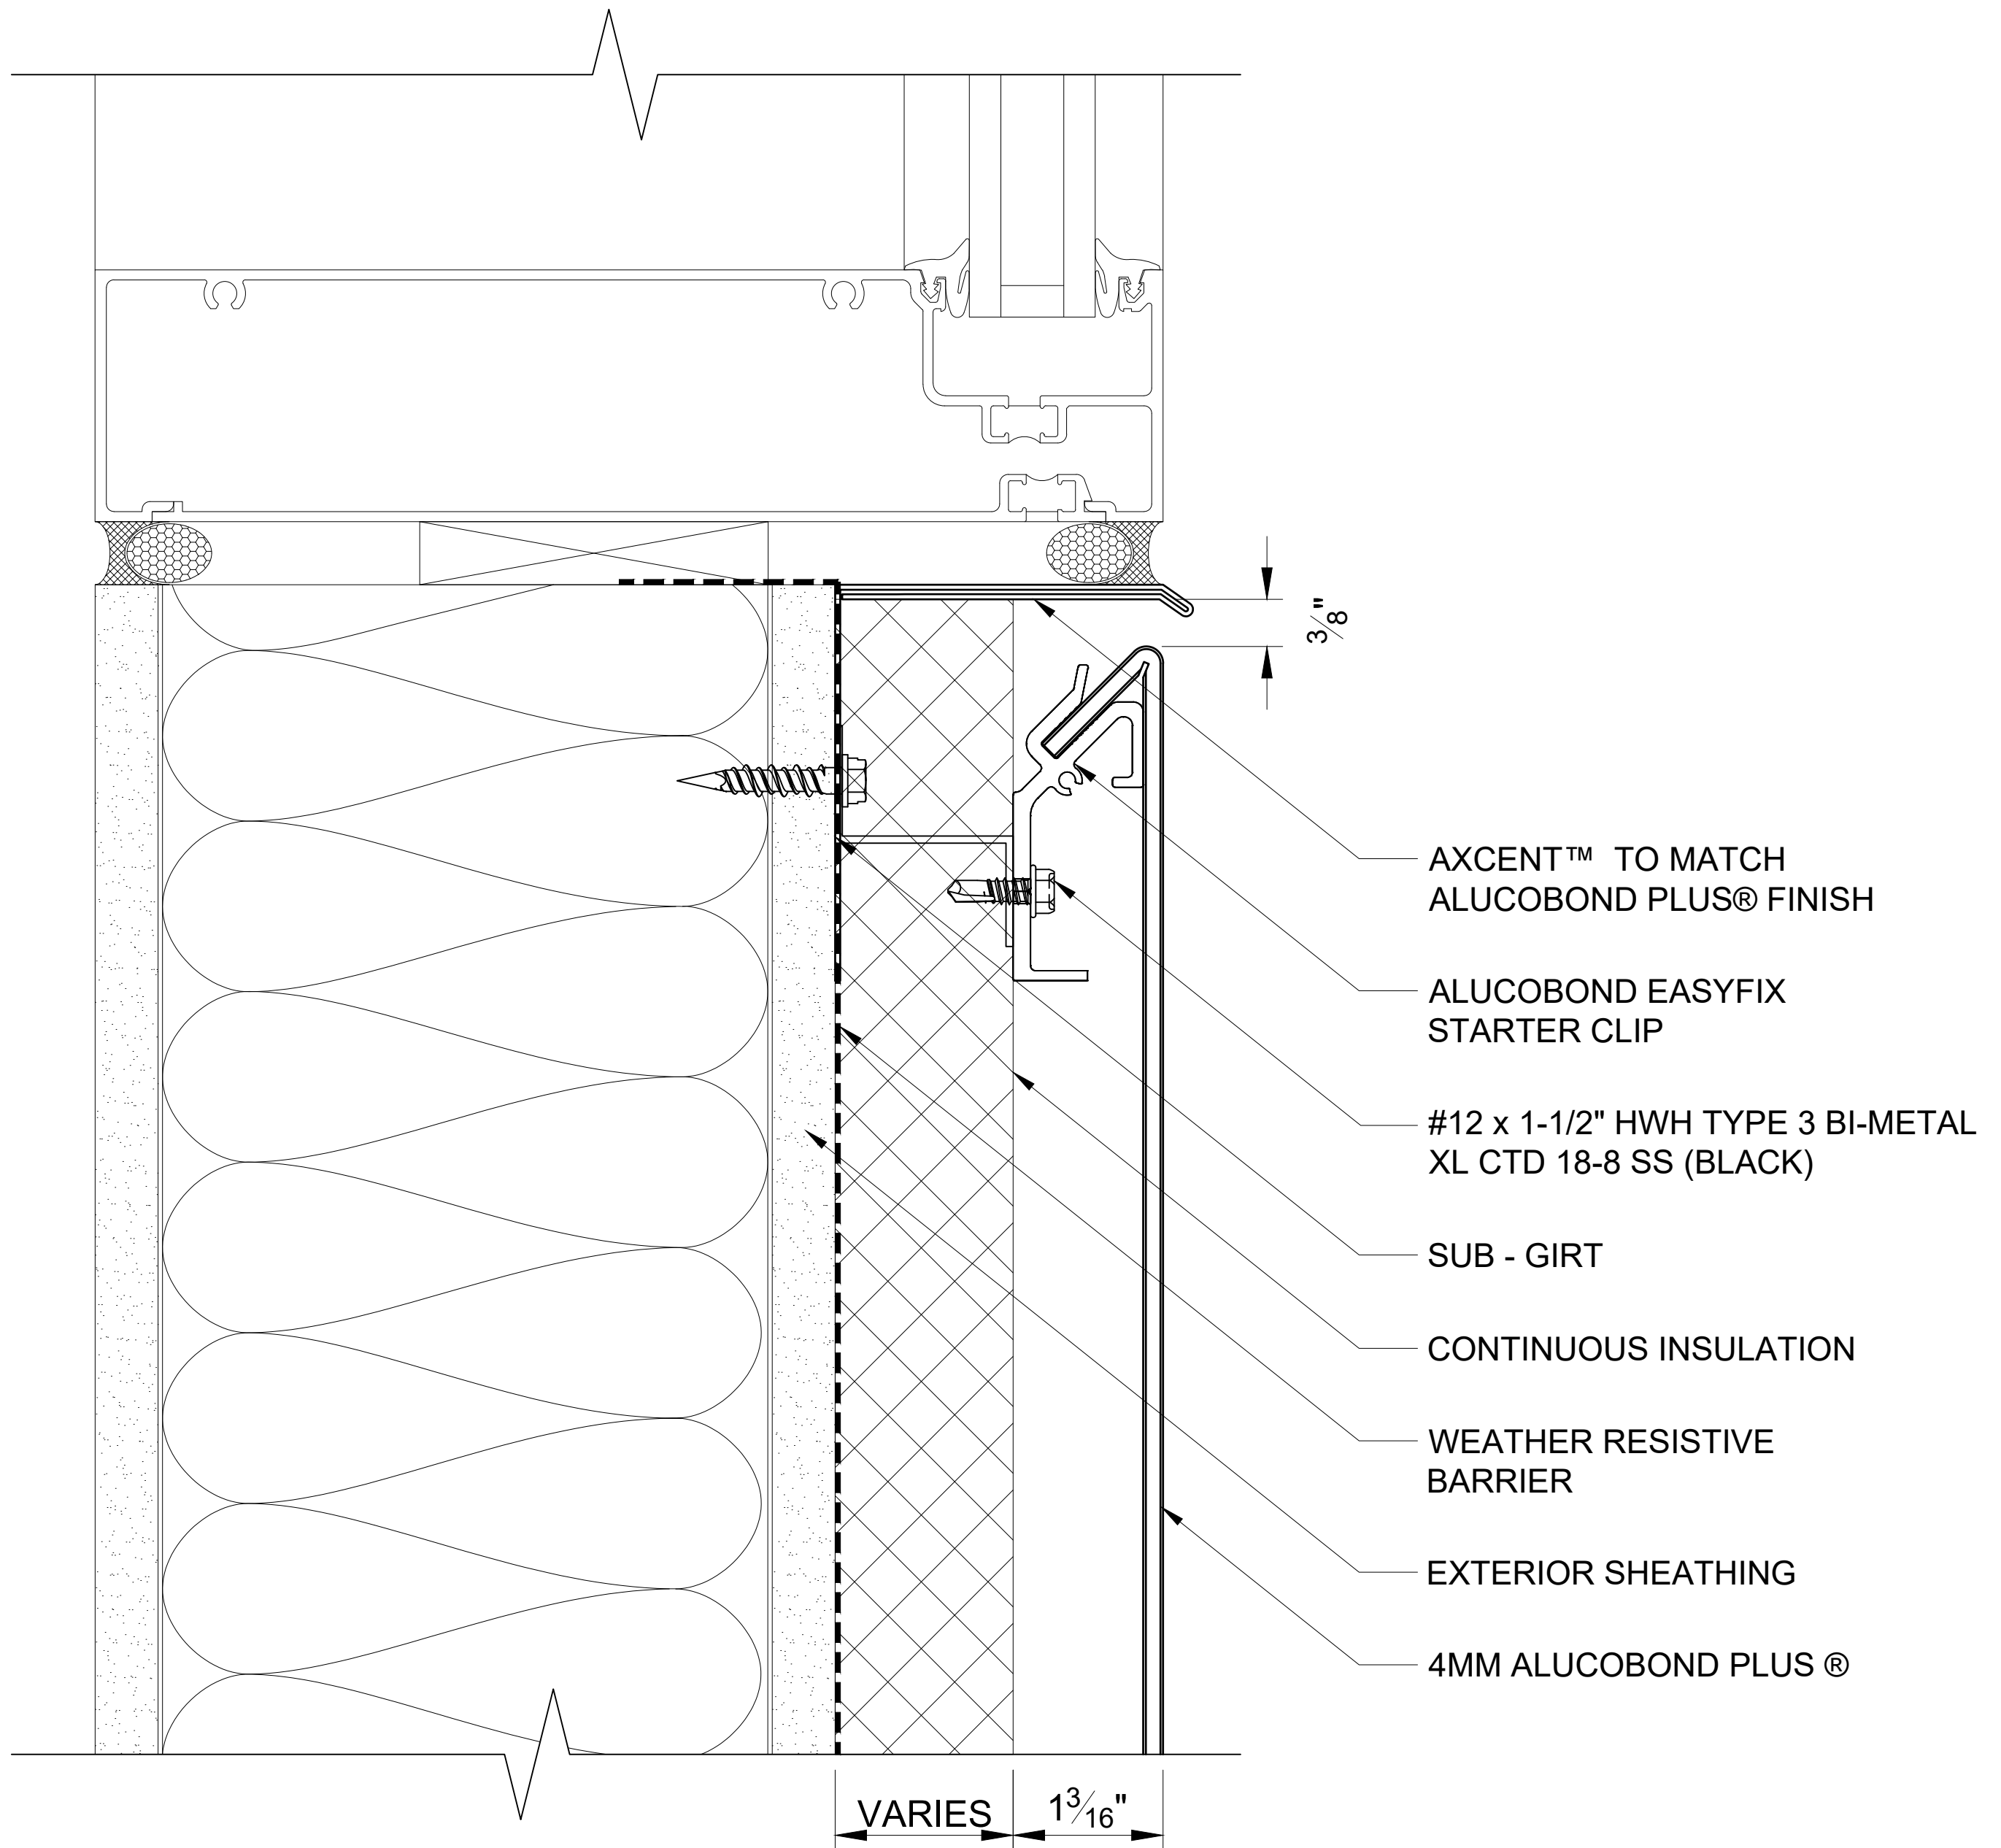 3/8"
AXCENT™ TO MATCH
ALUCOBOND PLUS® FINISH
ALUCOBOND EASYFIX
STARTER CLIP
#12 x 1-1/2" HWH TYPE 3 BI-METAL
XL CTD 18-8 SS (BLACK)
SUB - GIRT
CONTINUOUS INSULATION
WEATHER RESISTIVE
BARRIER
EXTERIOR SHEATHING
4MM ALUCOBOND PLUS ®
VARIES 1 3/16"